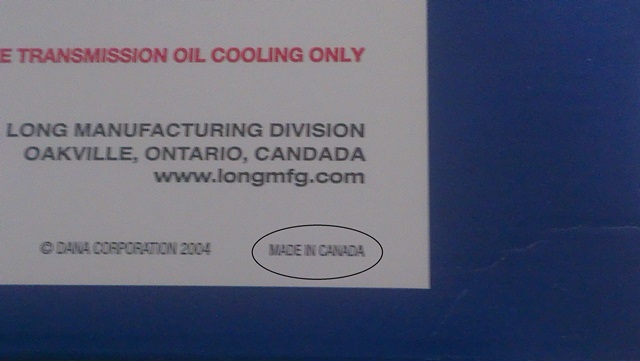 E TRANSMISSION OIL COOLING ONLY
LONG MANUFACTURING DIVISION
OAKVILLE, ONTARIO, CANDADA
www.longmfg.com
© DANA CORPORATION 2004 MADE IN CANADA